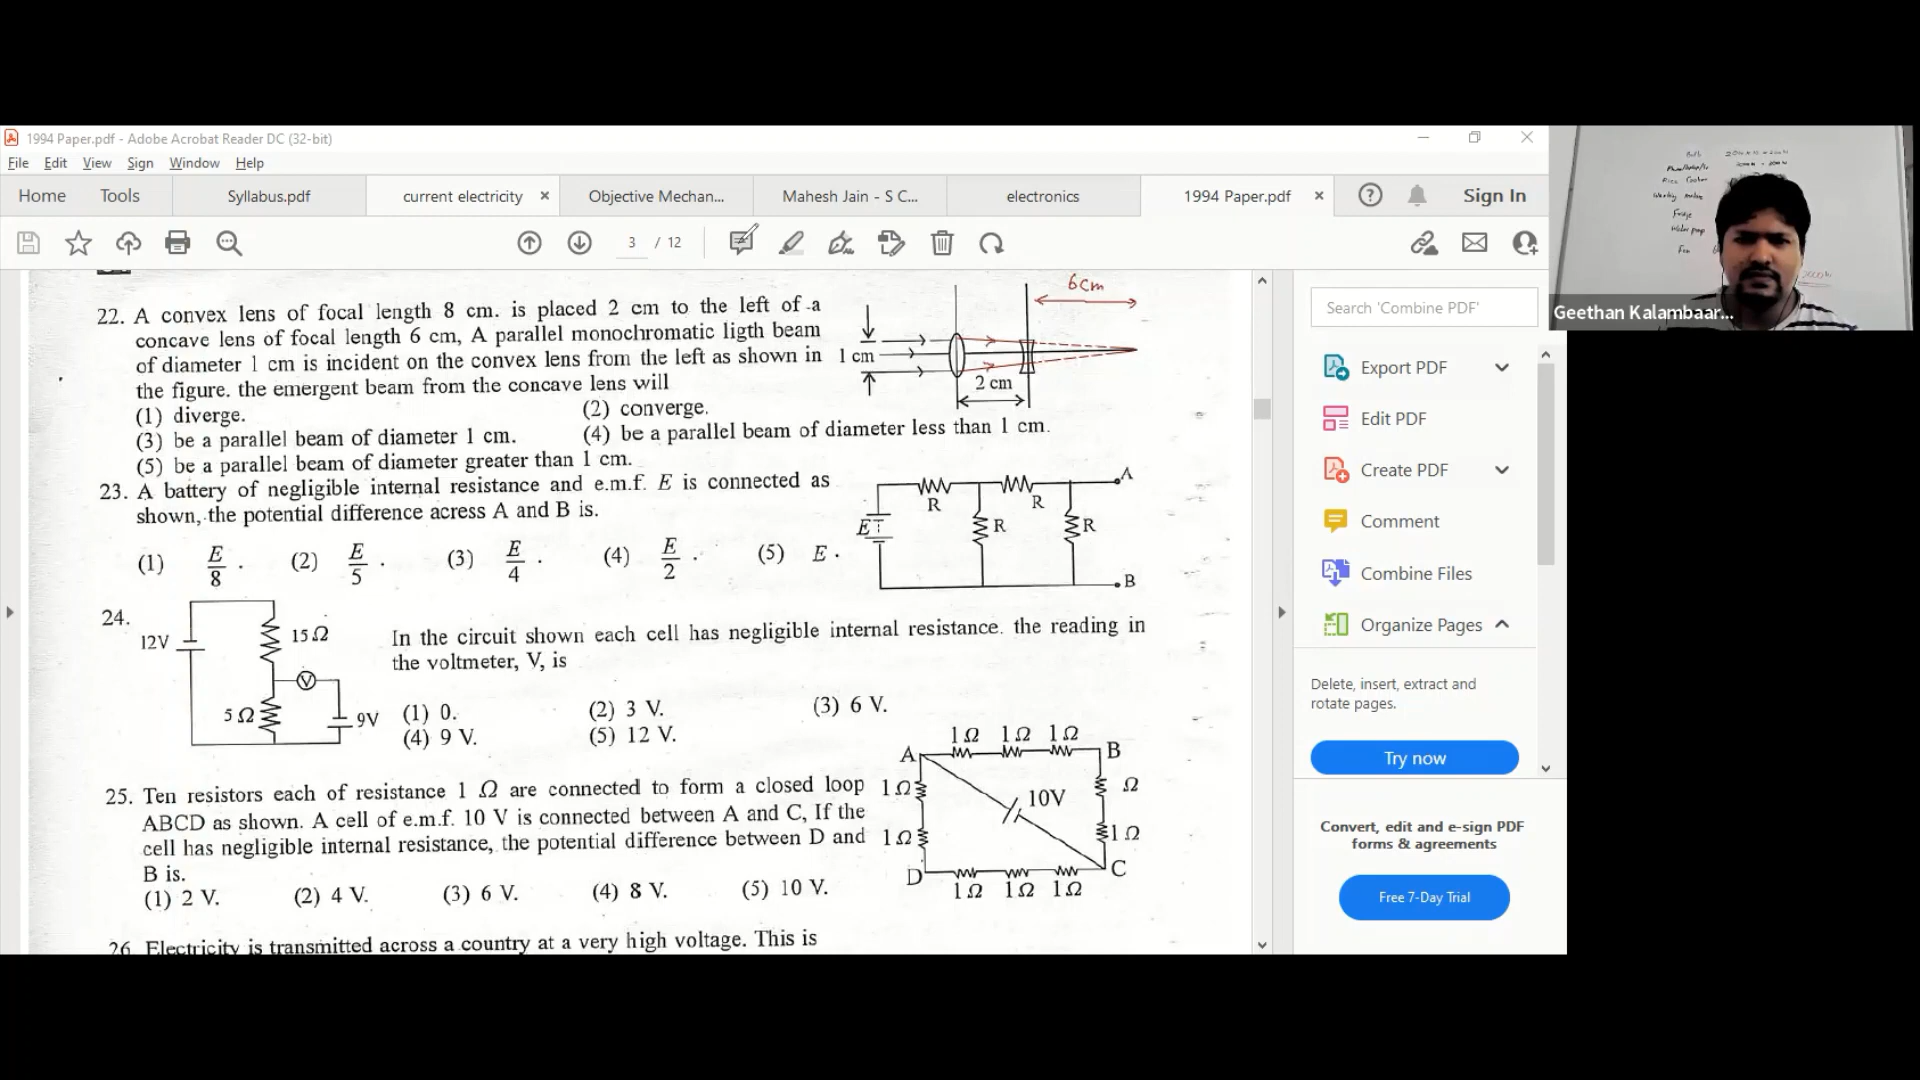 1994 Paper.pdf - Adobe Acrobat Reader DC (32-bit)
File Edit View Sign Window Help
Home Tools Syllabus.pdf current electricity × Objective Mechan... Mahesh Jain - S C... electronics 1994 Paper.pdf × Sign In
3 / 12
Search 'Combine PDF'
Export PDF
Edit PDF
Create PDF
Comment
Combine Files
Organize Pages
Delete, insert, extract and
rotate pages.
Try now
Convert, edit and e-sign PDF
forms & agreements
Free 7-Day Trial
Geethan Kalambaar...
6cm
22. A convex lens of focal length 8 cm. is placed 2 cm to the left of a
concave lens of focal length 6 cm, A parallel monochromatic ligth beam
of diameter 1 cm is incident on the convex lens from the left as shown in
the figure. the emergent beam from the concave lens will
1 cm
2 cm
(1) diverge. (2) converge.
(3) be a parallel beam of diameter 1 cm. (4) be a parallel beam of diameter less than 1 cm.
(5) be a parallel beam of diameter greater than 1 cm.
23. A battery of negligible internal resistance and e.m.f. E is connected as
shown, the potential difference acress A and B is.
(1) E/8 . (2) E/5 . (3) E/4 . (4) E/2 . (5) E .
A
R R
E R R
B
24.
12V 15Ω
V
5Ω 9V
In the circuit shown each cell has negligible internal resistance. the reading in
the voltmeter, V, is
(1) 0. (2) 3 V. (3) 6 V.
(4) 9 V. (5) 12 V.
25. Ten resistors each of resistance 1 Ω are connected to form a closed loop
ABCD as shown. A cell of e.m.f. 10 V is connected between A and C, If the
cell has negligible internal resistance, the potential difference between D and
B is.
(1) 2 V. (2) 4 V. (3) 6 V. (4) 8 V. (5) 10 V.
1Ω 1Ω 1Ω
A B
1Ω 10V Ω
1Ω 1Ω
D C
1Ω 1Ω 1Ω
26. Electricity is transmitted across a country at a very high voltage. This is